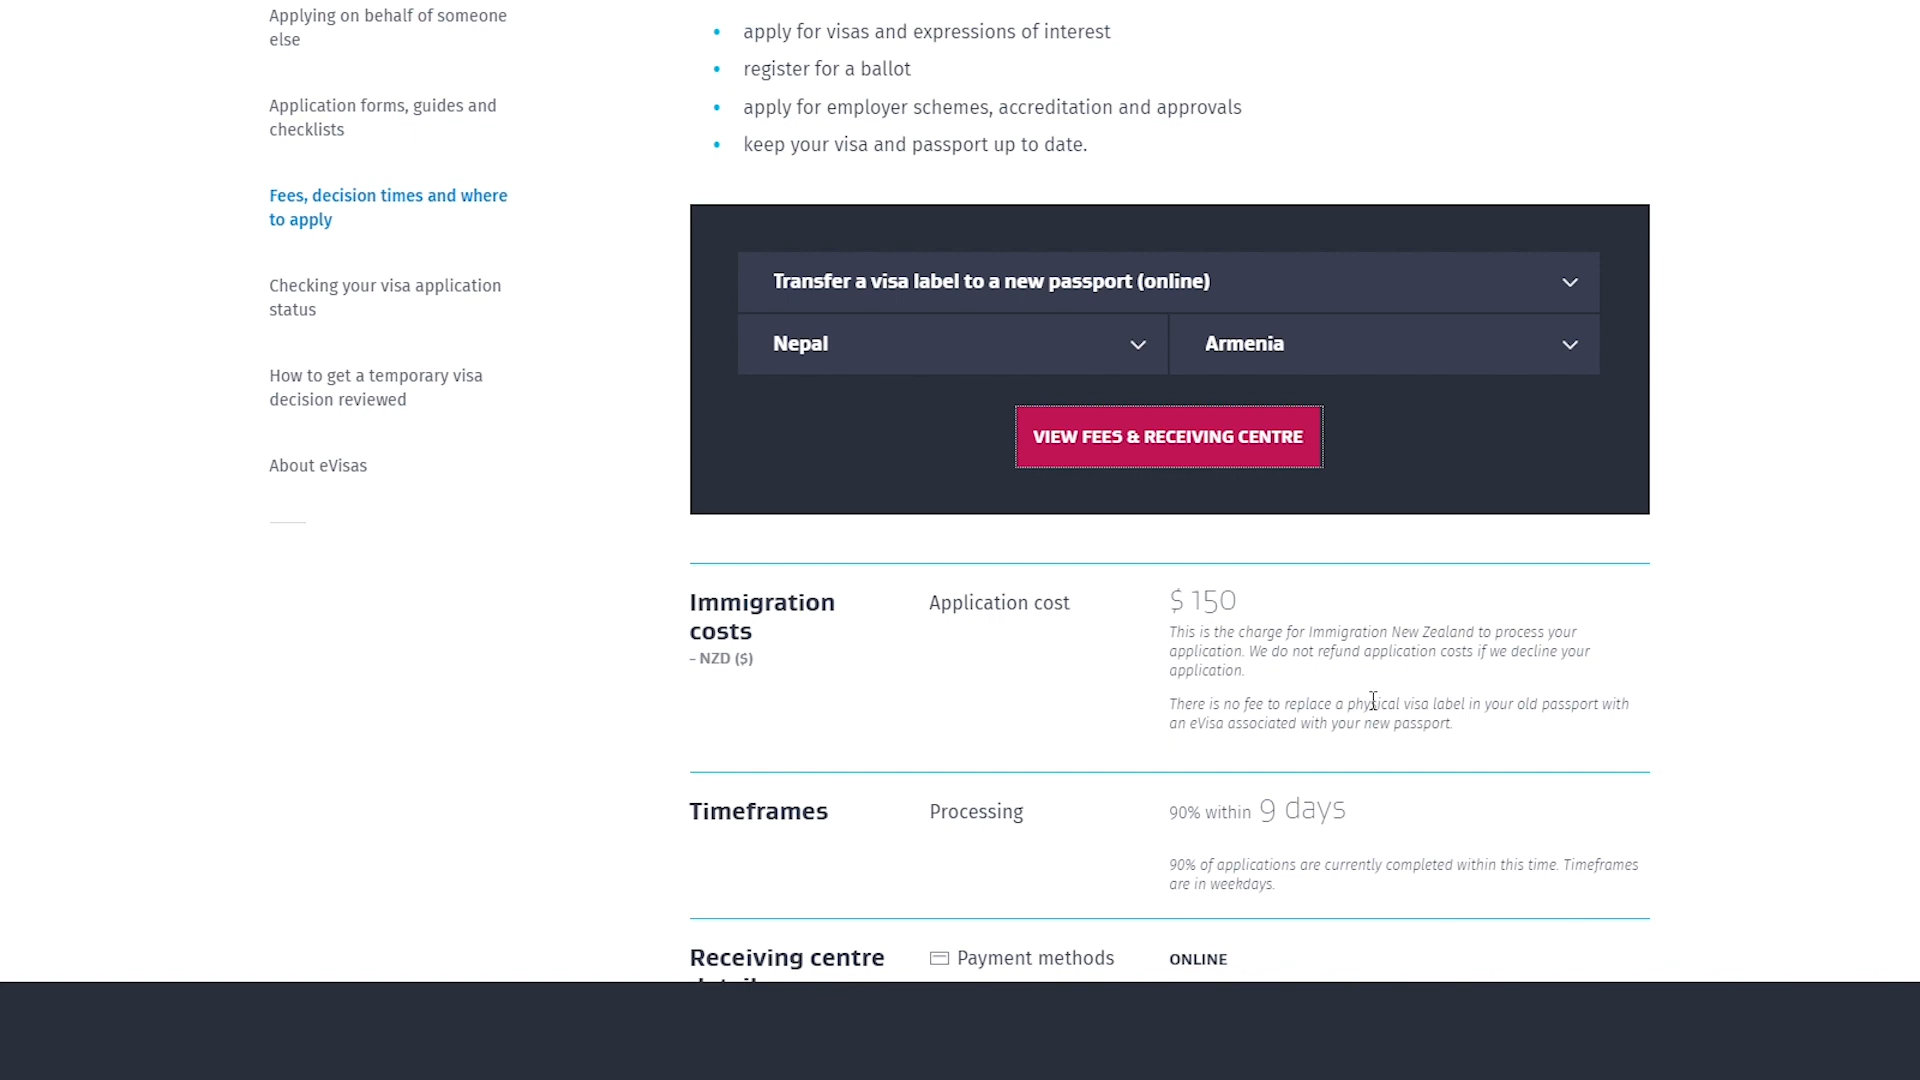 Applying on behalf of someone
else
Application forms, guides and
checklists
Fees, decision times and where
to apply
Checking your visa application
status
How to get a temporary visa
decision reviewed
About eVisas
apply for visas and expressions of interest
register for a ballot
apply for employer schemes, accreditation and approvals
keep your visa and passport up to date.
Transfer a visa label to a new passport (online)
Nepal
Armenia
VIEW FEES & RECEIVING CENTRE
Immigration
costs
- NZD ($)
Application cost
$ 150
This is the charge for Immigration New Zealand to process your
application. We do not refund application costs if we decline your
application.
There is no fee to replace a physical visa label in your old passport with
an eVisa associated with your new passport.
Timeframes
Processing
90% within 9 days
90% of applications are currently completed within this time. Timeframes
are in weekdays.
Receiving centre
Payment methods
ONLINE